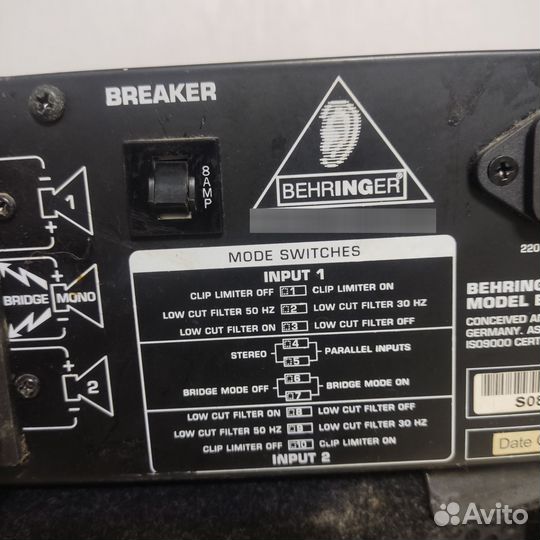 BREAKER
8 AMP
BEHRINGER
MODE SWITCHES
INPUT 1
CLIP LIMITER OFF 1 CLIP LIMITER ON
LOW CUT FILTER 50 HZ 2 LOW CUT FILTER 30 HZ
LOW CUT FILTER ON 3 LOW CUT FILTER OFF
STEREO 4 5 PARALLEL INPUTS
BRIDGE MODE OFF 6 7 BRIDGE MODE ON
LOW CUT FILTER ON 8 LOW CUT FILTER OFF
LOW CUT FILTER 50 HZ 9 LOW CUT FILTER 30 HZ
CLIP LIMITER OFF 10 CLIP LIMITER ON
INPUT 2
+ 1
BRIDGE MONO
+
+ 2
220
BEHRING
MODEL E
CONCEIVED AN
GERMANY. AS
ISO9000 CERT
S08
Date
Avito